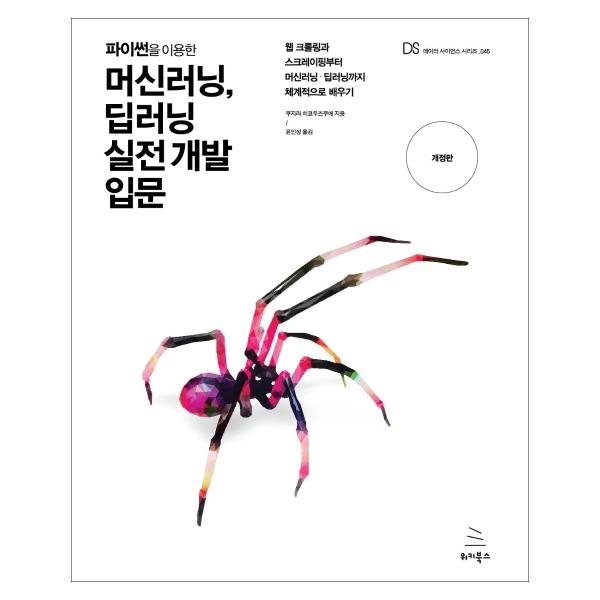 파이썬을 이용한
머신러닝,
딥러닝
실전 개발
입문
웹 크롤링과
스크레이핑부터
머신러닝·딥러닝까지
체계적으로 배우기
쿠지라 히코우즈쿠에 지음
/
윤인성 옮김
DS 데이터 사이언스 시리즈_045
개정판
위키북스